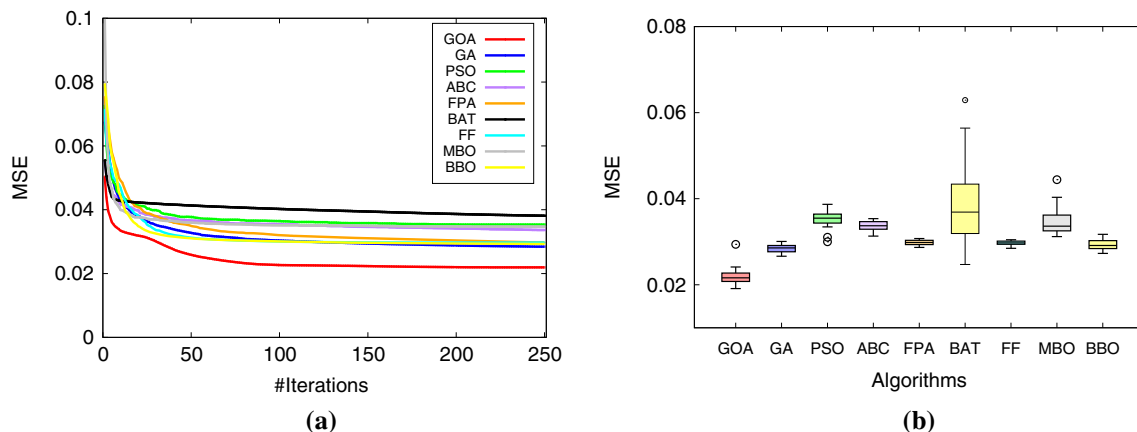 0.1
0.08
0.06
0.04
0.02
0
MSE
0 50 100 150 200 250
#Iterations
GOA
GA
PSO
ABC
FPA
BAT
FF
MBO
BBO
(a)
0.08
0.06
0.04
0.02
MSE
GOA GA PSO ABC FPA BAT FF MBO BBO
Algorithms
(b)